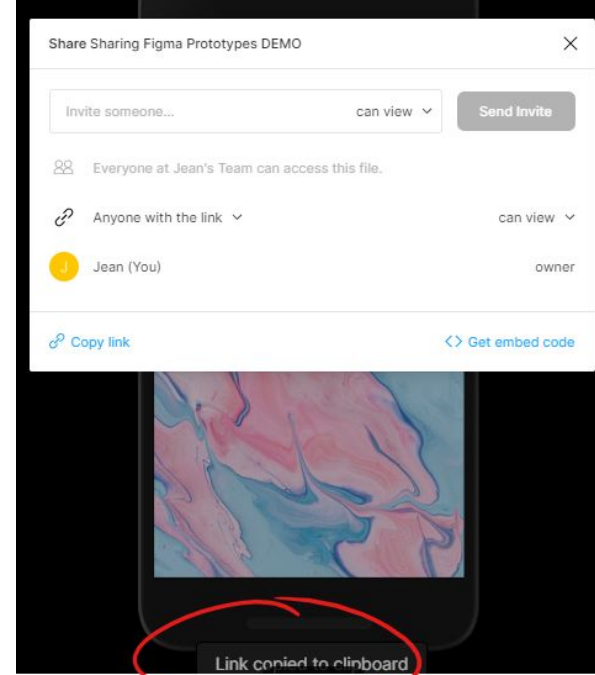 Share Sharing Figma Prototypes DEMO
Invite someone... can view Send Invite
Everyone at Jean's Team can access this file.
Anyone with the link can view
J Jean (You) owner
Copy link <> Get embed code
Link copied to clipboard